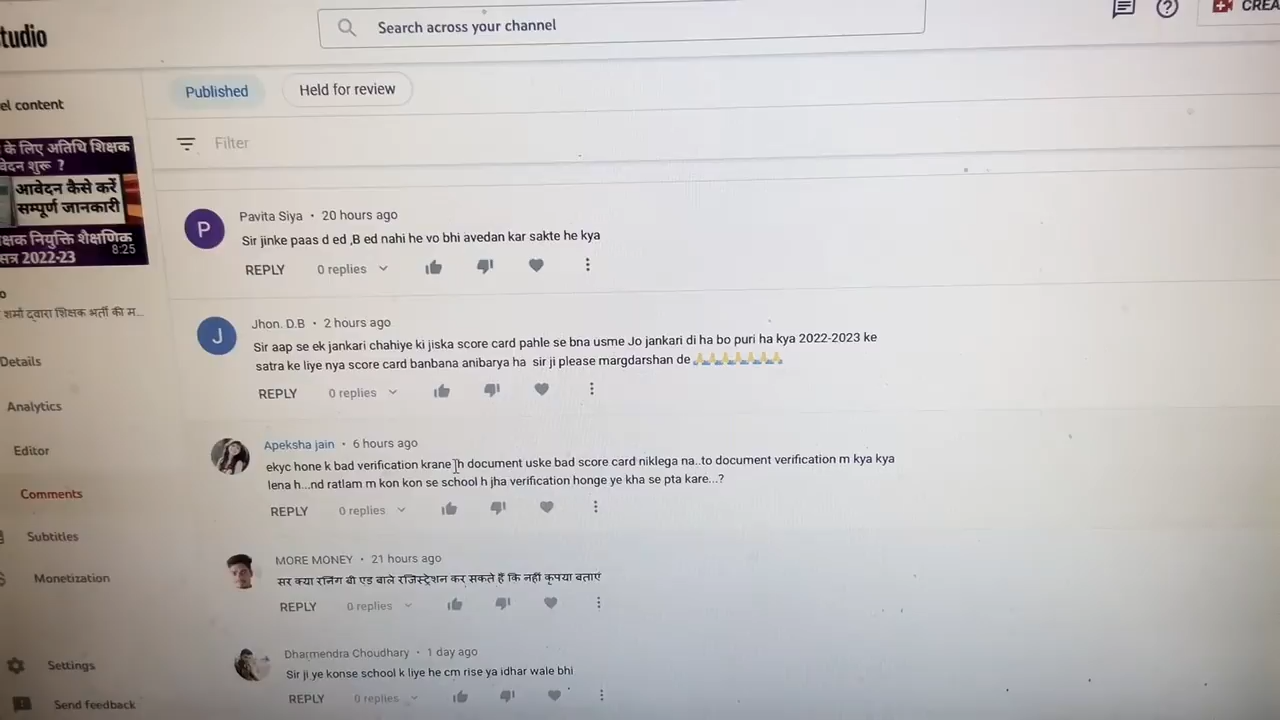 tudio
Search across your channel
CREA
Published
Held for review
el content
Filter
के लिए अतिथि शिक्षक
वेदन शुरू ?
आवेदन कैसे करें
सम्पूर्ण जानकारी
क्षक नियुक्ति शैक्षणिक
सत्र 2022-23
8:25
o
शर्मा द्वारा शिक्षक भर्ती की म...
Details
Analytics
Editor
Comments
Subtitles
Monetization
Settings
Send feedback
P
Pavita Siya • 20 hours ago
Sir jinke paas d ed ,B ed nahi he vo bhi avedan kar sakte he kya
REPLY 0 replies
J
Jhon. D.B • 2 hours ago
Sir aap se ek jankari chahiye ki jiska score card pahle se bna usme Jo jankari di ha bo puri ha kya 2022-2023 ke
satra ke liye nya score card banbana anibarya ha sir ji please margdarshan de 🙏🙏🙏🙏🙏🙏🙏
REPLY 0 replies
Apeksha jain • 6 hours ago
ekyc hone k bad verification krane h document uske bad score card niklega na..to document verification m kya kya
lena h...nd ratlam m kon kon se school h jha verification honge ye kha se pta kare...?
REPLY 0 replies
MORE MONEY • 21 hours ago
सर क्या रनिंग बी एड वाले रजिस्ट्रेशन कर सकते हैं कि नहीं कृपया बताएं
REPLY 0 replies
Dharmendra Choudhary • 1 day ago
Sir ji ye konse school k liye he cm rise ya idhar wale bhi
REPLY 0 replies